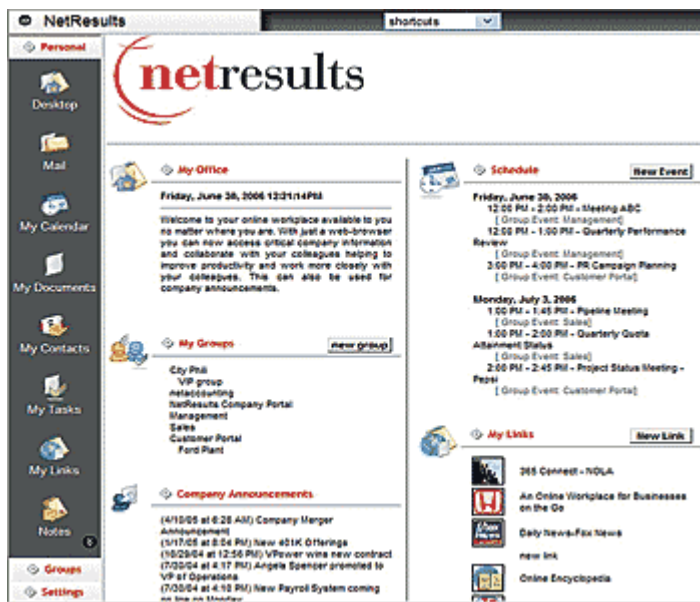 NetResults
shortcuts
Personal
Desktop
Mail
My Calendar
My Documents
My Contacts
My Tasks
My Links
Notes
Groups
Settings
netresults
My Office
Friday, June 30, 2006 12:21:14PM
Welcome to your online workplace available to you
no matter where you are. With just a web-browser
you can now access critical company information
and collaborate with your colleagues helping to
improve productivity and work more closely with
your colleagues. This can also be used for
company announcements.
My Groups
new group
City Phili
VIP group
netaccounting
NetResults Company Portal
Management
Sales
Customer Portal
Ford Plant
Company Announcements
(4/10/05 at 6:28 AM) Company Merger
Announcement
(1/17/05 at 8:04 PM) New 401K Offerings
(10/29/04 at 12:56 PM) VPower wins new contract
(7/30/04 at 4:17 PM) Angela Spencer promoted to
VP of Operations
(7/30/04 at 4:10 PM) New Payroll System coming
on line on Monday
Schedule
New Event
Friday, June 30, 2006
12:00 PM - 2:00 PM - Meeting ABC
[ Group Event: Management]
12:00 PM - 1:00 PM - Quarterly Performance
Review
[ Group Event: Management]
3:00 PM - 4:00 PM - PR Campaign Planning
[ Group Event: Customer Portal]
Monday, July 3, 2006
1:00 PM - 1:45 PM - Pipeline Meeting
[ Group Event: Sales]
1:00 PM - 2:00 PM - Quarterly Quota
Attainment Status
[ Group Event: Sales]
2:00 PM - 2:45 PM - Project Status Meeting -
Pepsi
[ Group Event: Customer Portal]
My Links
New Link
365 Connect - NOLA
An Online Workplace for Businesses
on the Go
Daily News-Fox News
new link
Online Encyclopedia